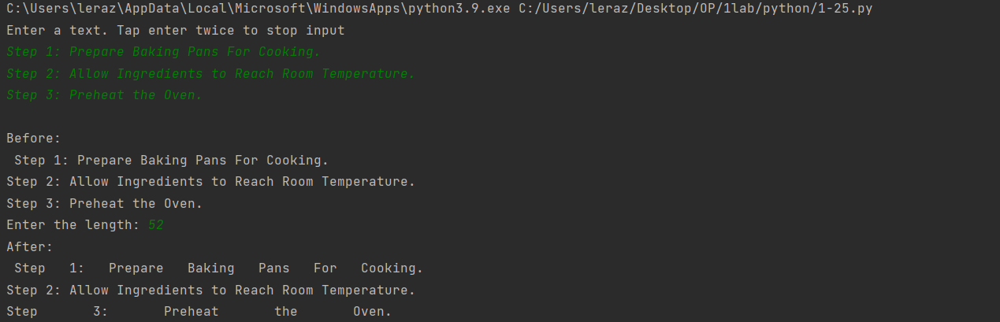 C:\Users\leraz\AppData\Local\Microsoft\WindowsApps\python3.9.exe C:/Users/leraz/Desktop/OP/1lab/python/1-25.py
Enter a text. Tap enter twice to stop input
Step 1: Prepare Baking Pans For Cooking.
Step 2: Allow Ingredients to Reach Room Temperature.
Step 3: Preheat the Oven.

Before:
 Step 1: Prepare Baking Pans For Cooking.
Step 2: Allow Ingredients to Reach Room Temperature.
Step 3: Preheat the Oven.
Enter the length: 52
After:
 Step   1:   Prepare   Baking   Pans   For   Cooking.
Step 2: Allow Ingredients to Reach Room Temperature.
Step       3:       Preheat       the       Oven.